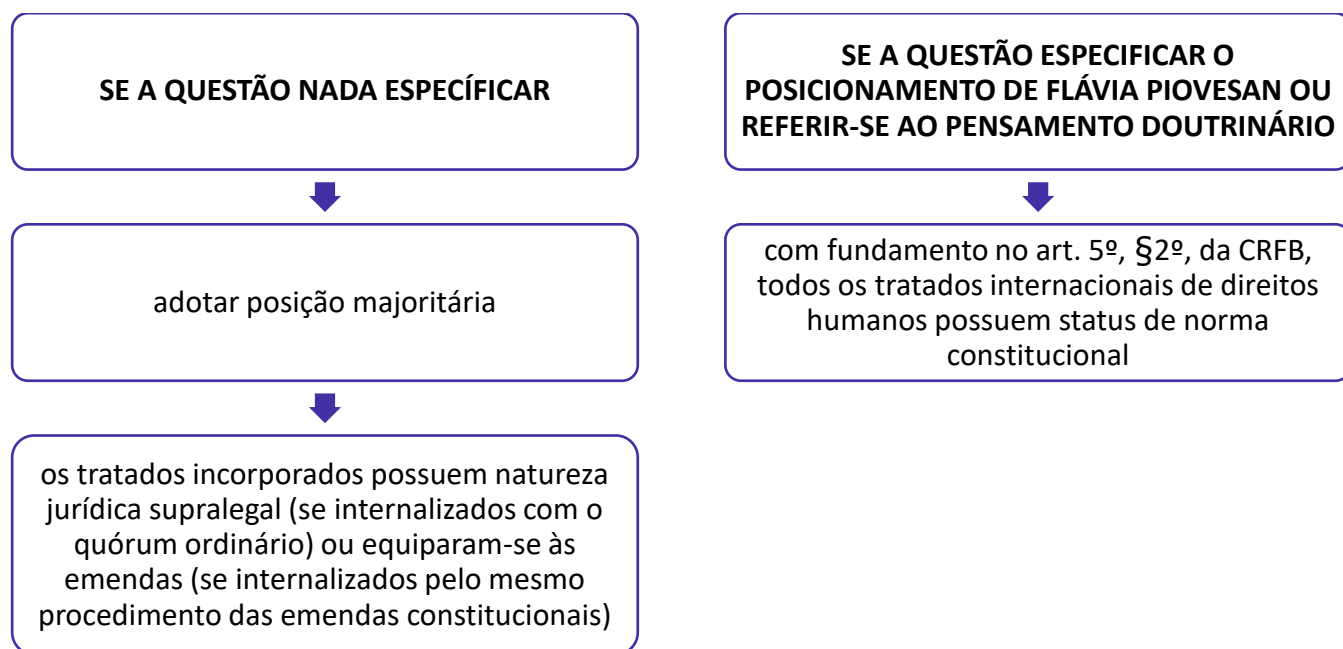 SE A QUESTÃO NADA ESPECÍFICAR
adotar posição majoritária
os tratados incorporados possuem natureza
jurídica supralegal (se internalizados com o
quórum ordinário) ou equiparam-se às
emendas (se internalizados pelo mesmo
procedimento das emendas constitucionais)
SE A QUESTÃO ESPECIFICAR O
POSICIONAMENTO DE FLÁVIA PIOVESAN OU
REFERIR-SE AO PENSAMENTO DOUTRINÁRIO
com fundamento no art. 5º, §2º, da CRFB,
todos os tratados internacionais de direitos
humanos possuem status de norma
constitucional